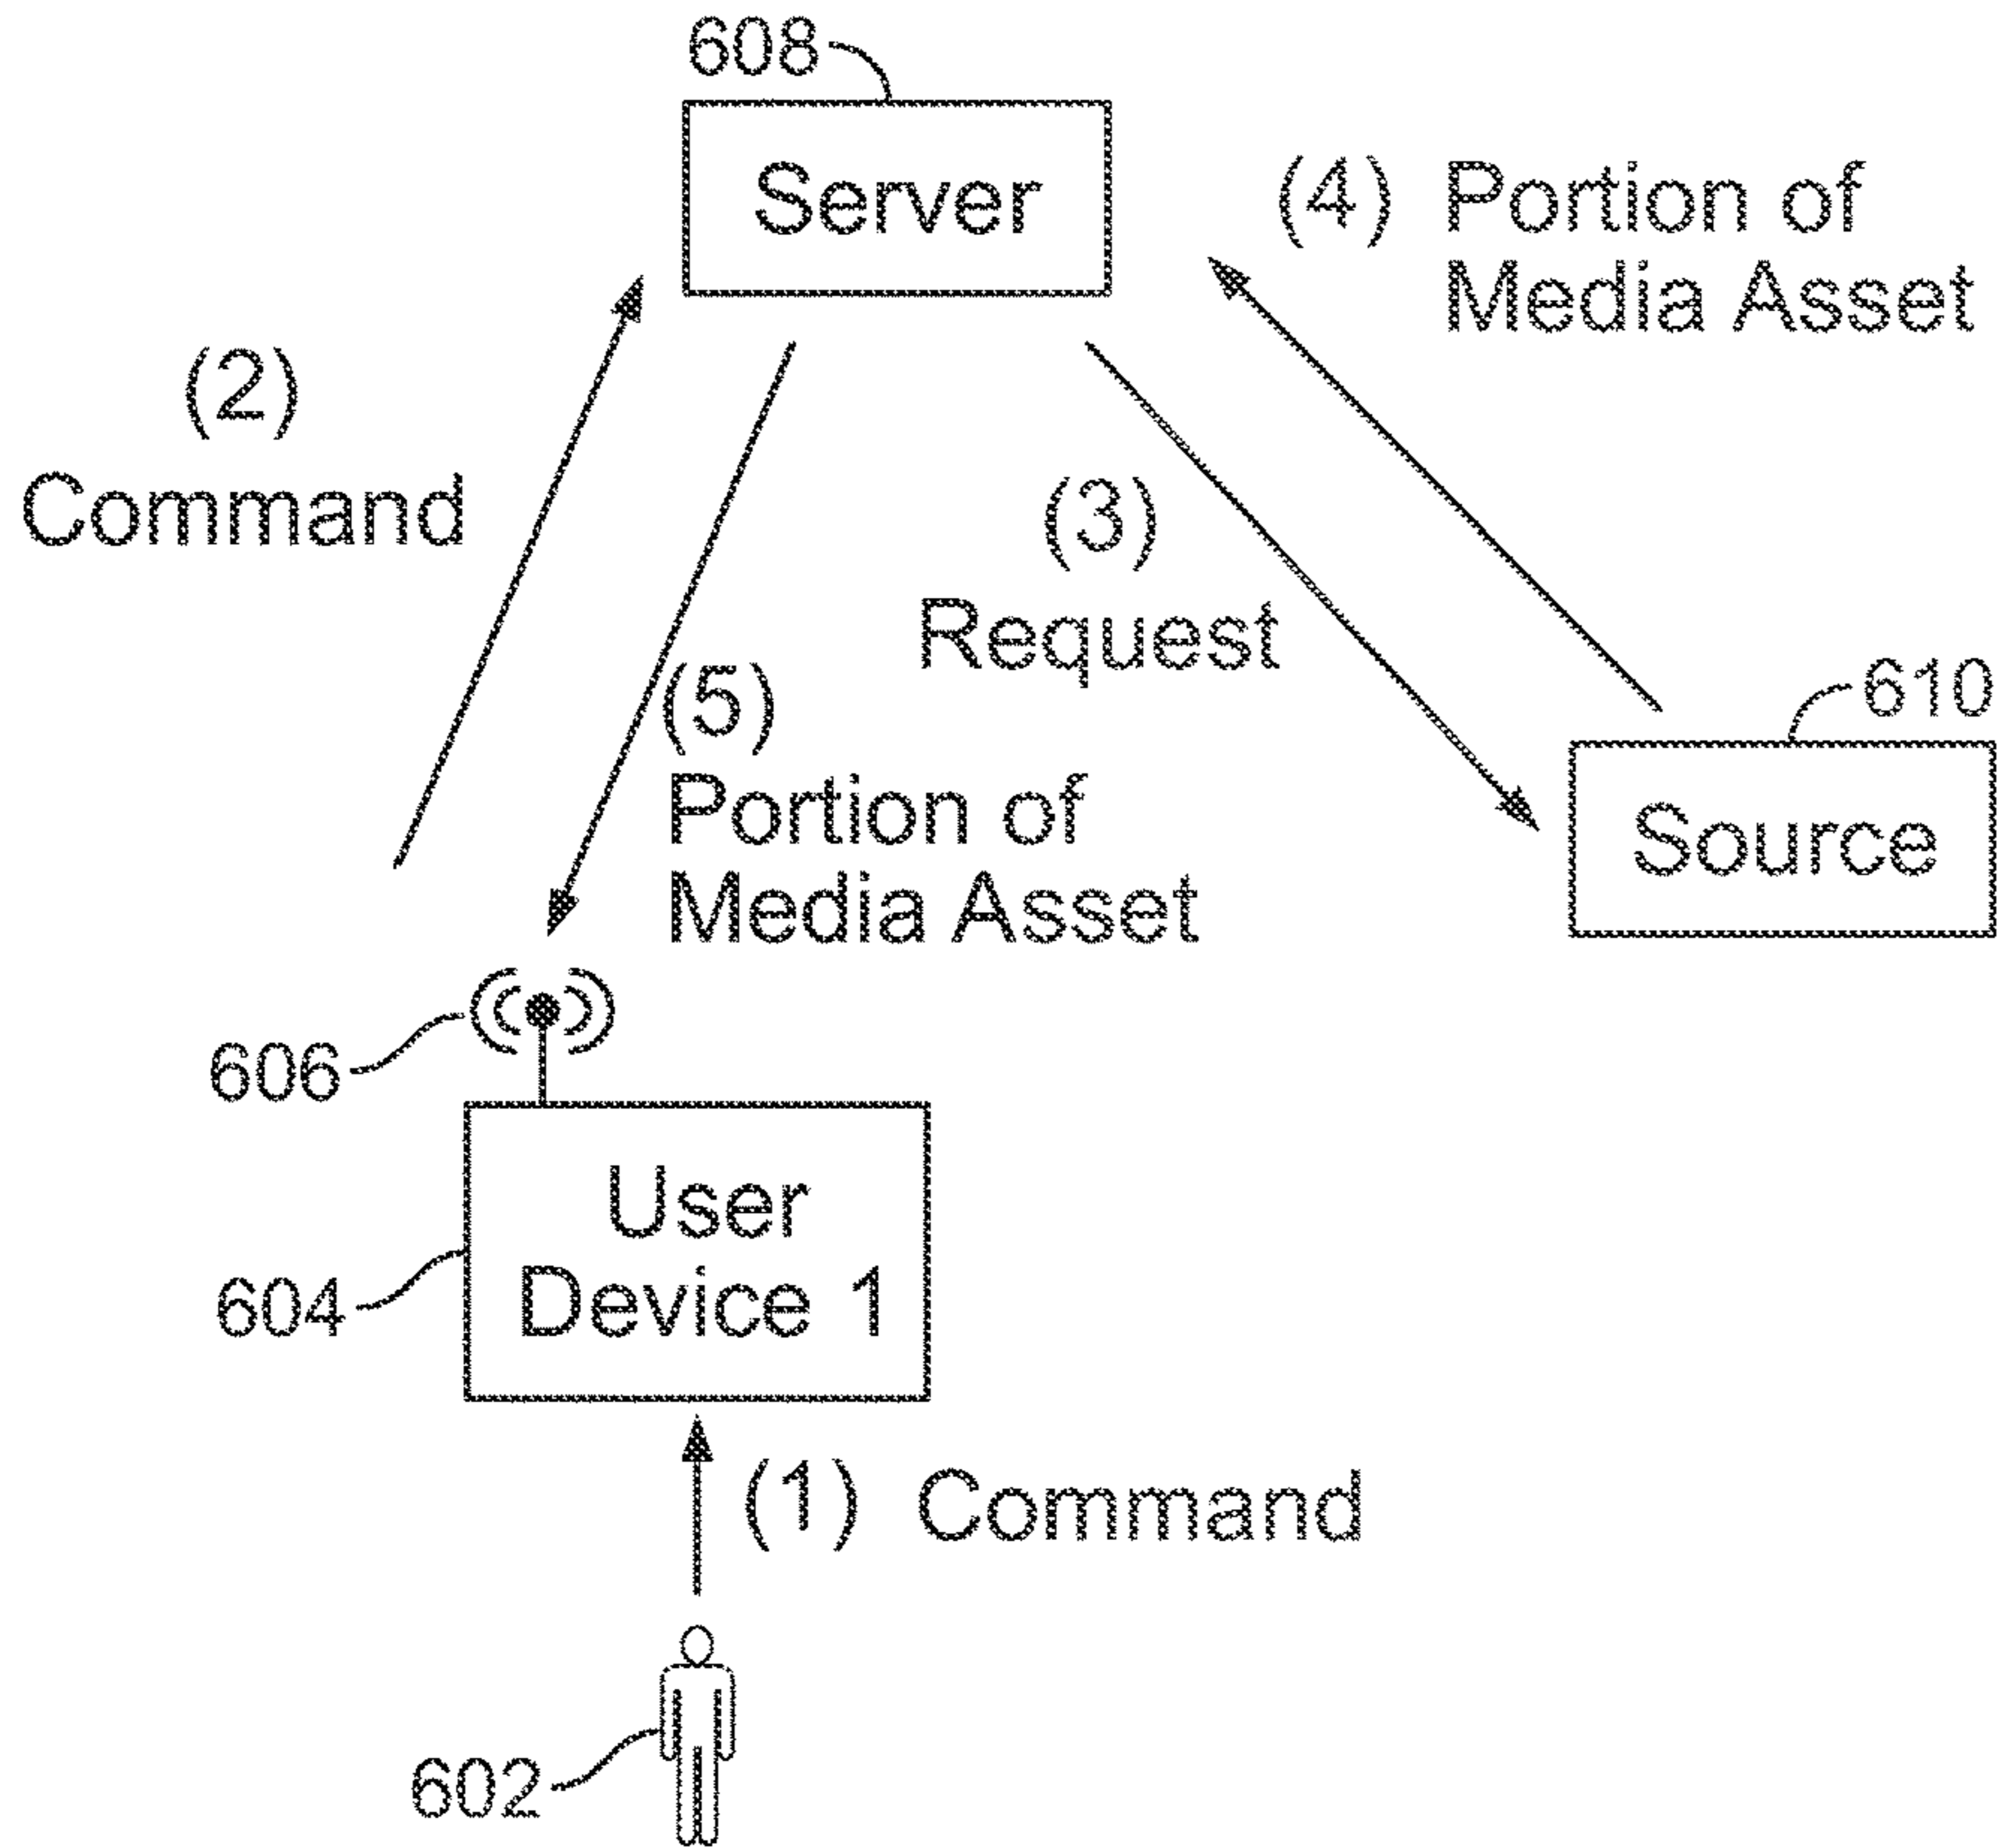 608
Server
(4) Portion of
Media Asset
(2)
Command
(3)
Request
(5)
Portion of
Media Asset
610
Source
606
User
Device 1
604
(1) Command
602